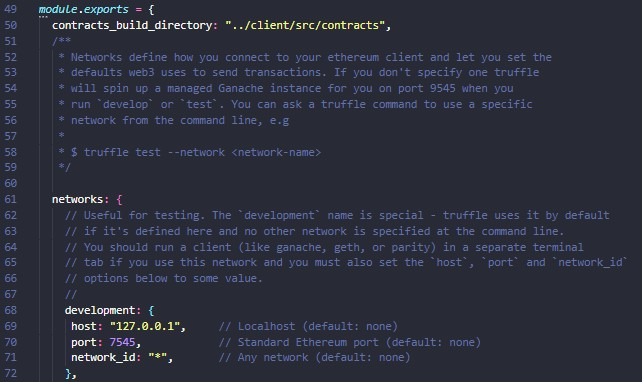 49 module.exports = {
50 contracts_build_directory: "../client/src/contracts",
51 /**
52 * Networks define how you connect to your ethereum client and let you set the
53 * defaults web3 uses to send transactions. If you don't specify one truffle
54 * will spin up a managed Ganache instance for you on port 9545 when you
55 * run `develop` or `test`. You can ask a truffle command to use a specific
56 * network from the command line, e.g
57 *
58 * $ truffle test --network <network-name>
59 */
60
61 networks: {
62 // Useful for testing. The `development` name is special - truffle uses it by default
63 // if it's defined here and no other network is specified at the command line.
64 // You should run a client (like ganache, geth, or parity) in a separate terminal
65 // tab if you use this network and you must also set the `host`, `port` and `network_id`
66 // options below to some value.
67 //
68 development: {
69 host: "127.0.0.1", // Localhost (default: none)
70 port: 7545, // Standard Ethereum port (default: none)
71 network_id: "*", // Any network (default: none)
72 },